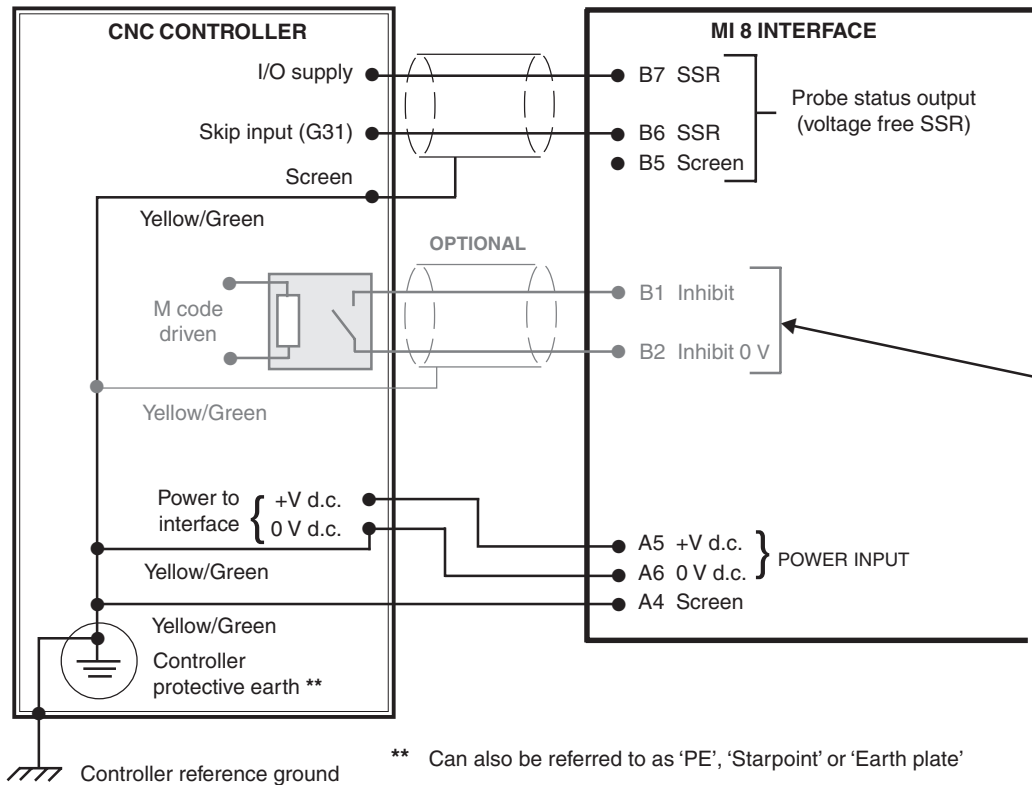 CNC CONTROLLER
MI 8 INTERFACE
I/O supply
B7 SSR
Probe status output
(voltage free SSR)
Skip input (G31)
B6 SSR
B5 Screen
Screen
Yellow/Green
OPTIONAL
M code
driven
B1 Inhibit
B2 Inhibit 0 V
Yellow/Green
Power to
interface
{
+V d.c.
0 V d.c.
A5 +V d.c.
A6 0 V d.c.
}
POWER INPUT
Yellow/Green
A4 Screen
Yellow/Green
Controller
protective earth **
Controller reference ground
** Can also be referred to as ‘PE’, ‘Starpoint’ or ‘Earth plate’